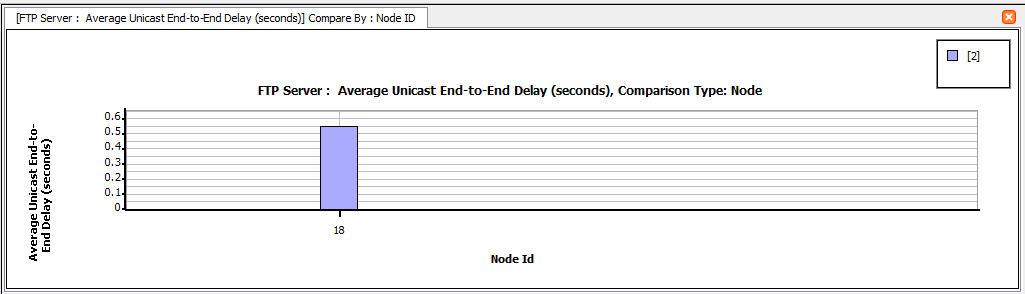 [FTP Server :  Average Unicast End-to-End Delay (seconds)] Compare By : Node ID
[2]
FTP Server :  Average Unicast End-to-End Delay (seconds), Comparison Type: Node
Average Unicast End-to-
End Delay (seconds)
0.6
0.5
0.4
0.3
0.2
0.1
0
18
Node Id